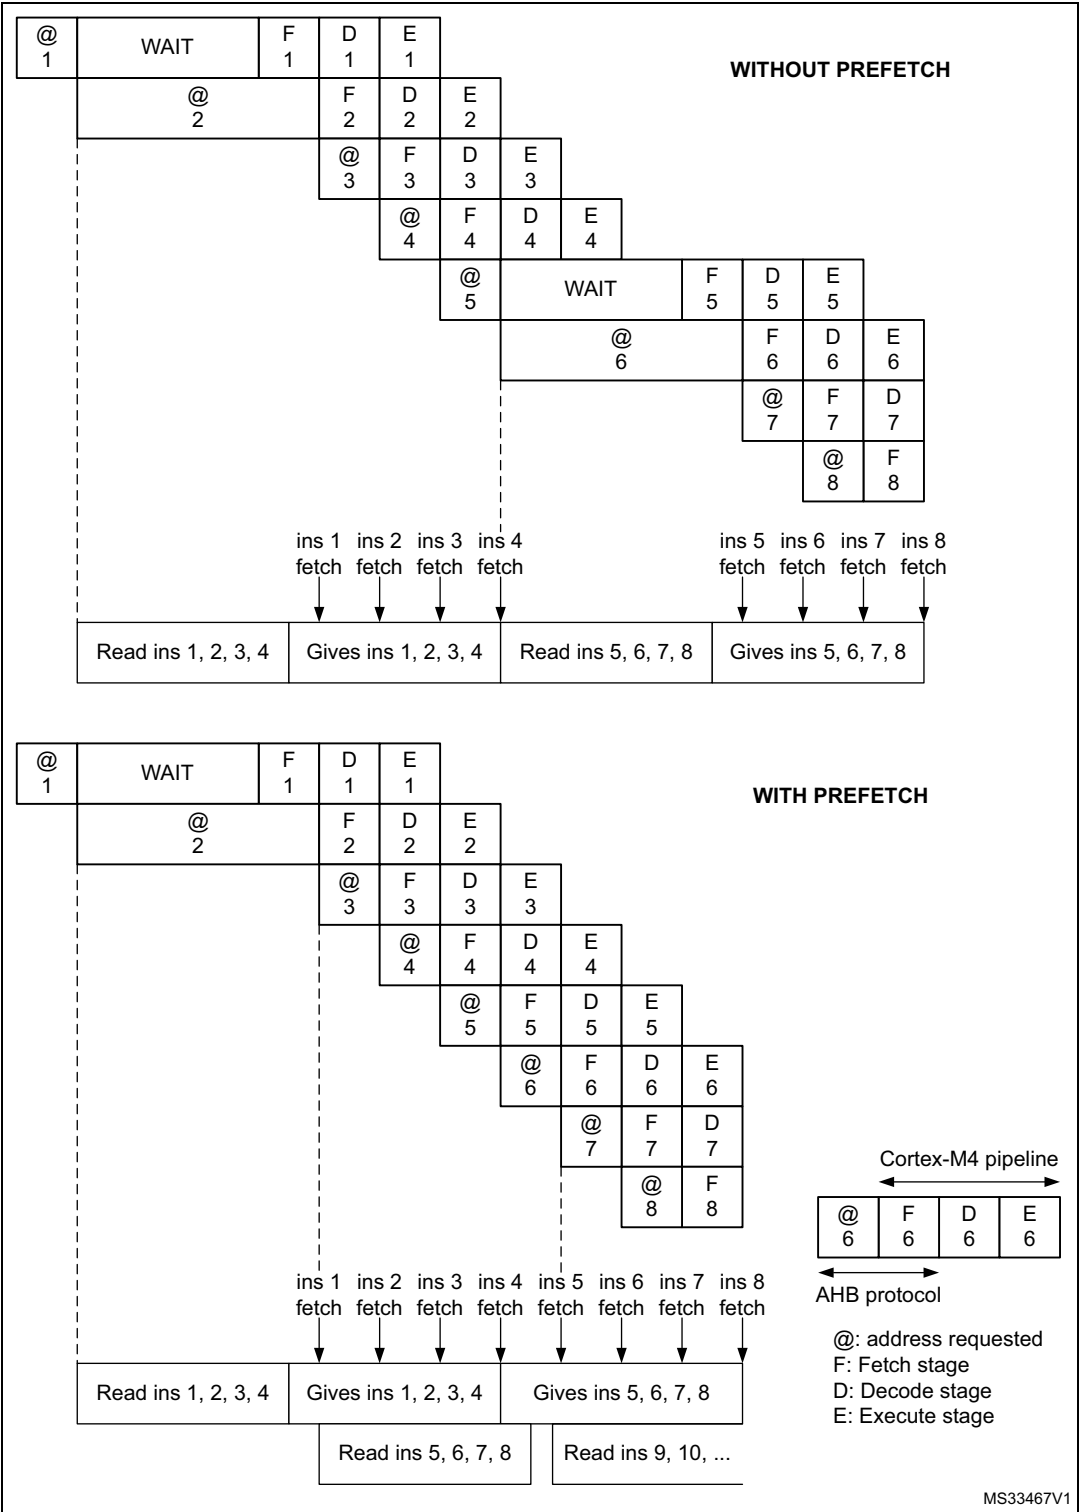 @ WAIT F D E
1 1 1 1
WITHOUT PREFETCH
@ F D E
2 2 2 2
@ F D E
3 3 3 3
@ F D E
4 4 4 4
@ WAIT F D E
5 5 5 5
@ F D E
6 6 6 6
@ F D
7 7 7
@ F
8 8
ins 1 ins 2 ins 3 ins 4 ins 5 ins 6 ins 7 ins 8
fetch fetch fetch fetch fetch fetch fetch fetch
Read ins 1, 2, 3, 4 Gives ins 1, 2, 3, 4 Read ins 5, 6, 7, 8 Gives ins 5, 6, 7, 8
@ WAIT F D E
1 1 1 1
WITH PREFETCH
@ F D E
2 2 2 2
@ F D E
3 3 3 3
@ F D E
4 4 4 4
@ F D E
5 5 5 5
@ F D E
6 6 6 6
@ F D
7 7 7
@ F
8 8
Cortex-M4 pipeline
@ F D E
6 6 6 6
AHB protocol
ins 1 ins 2 ins 3 ins 4 ins 5 ins 6 ins 7 ins 8
fetch fetch fetch fetch fetch fetch fetch fetch
@: address requested
F: Fetch stage
D: Decode stage
E: Execute stage
Read ins 1, 2, 3, 4 Gives ins 1, 2, 3, 4 Gives ins 5, 6, 7, 8
Read ins 5, 6, 7, 8 Read ins 9, 10, ...
MS33467V1